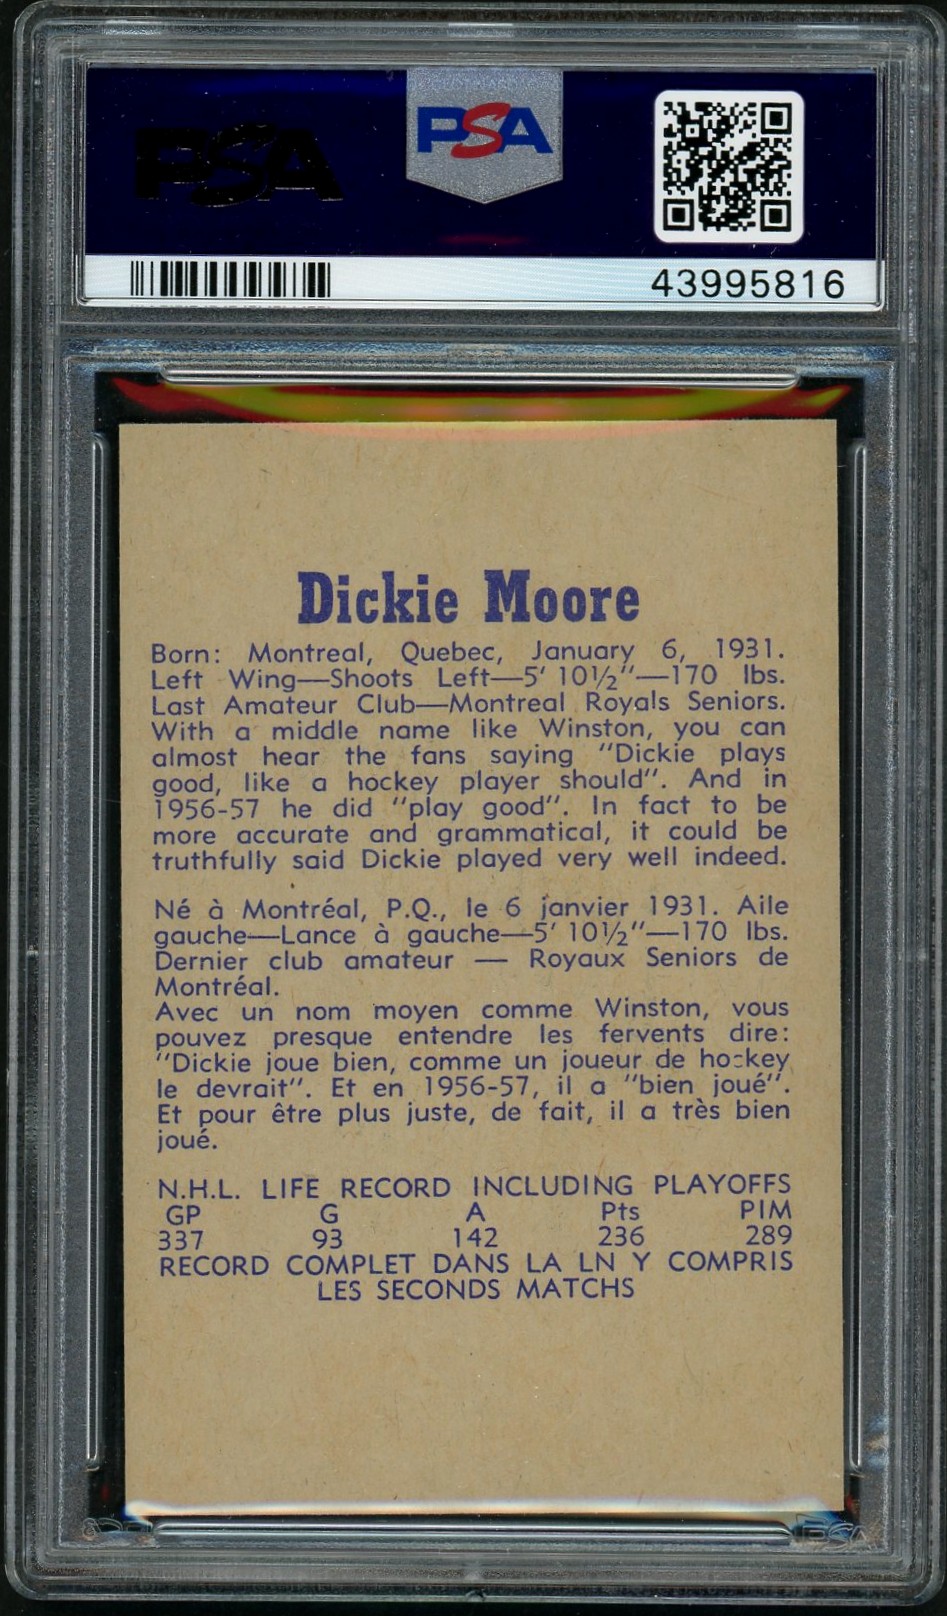 PSA
PSA
43995816
Dickie Moore
Born: Montreal, Quebec, January 6, 1931.
Left Wing—Shoots Left—5' 10½"—170 lbs.
Last Amateur Club—Montreal Royals Seniors.
With a middle name like Winston, you can
almost hear the fans saying "Dickie plays
good, like a hockey player should". And in
1956-57 he did "play good". In fact to be
more accurate and grammatical, it could be
truthfully said Dickie played very well indeed.
Né à Montréal, P.Q., le 6 janvier 1931. Aile
gauche—Lance à gauche—5' 10½"—170 lbs.
Dernier club amateur — Royaux Seniors de
Montréal.
Avec un nom moyen comme Winston, vous
pouvez presque entendre les fervents dire:
"Dickie joue bien, comme un joueur de hockey
le devrait". Et en 1956-57, il a "bien joué".
Et pour être plus juste, de fait, il a très bien
joué.
N.H.L. LIFE RECORD INCLUDING PLAYOFFS
GP G A Pts PIM
337 93 142 236 289
RECORD COMPLET DANS LA LN Y COMPRIS
LES SECONDS MATCHS
PSA